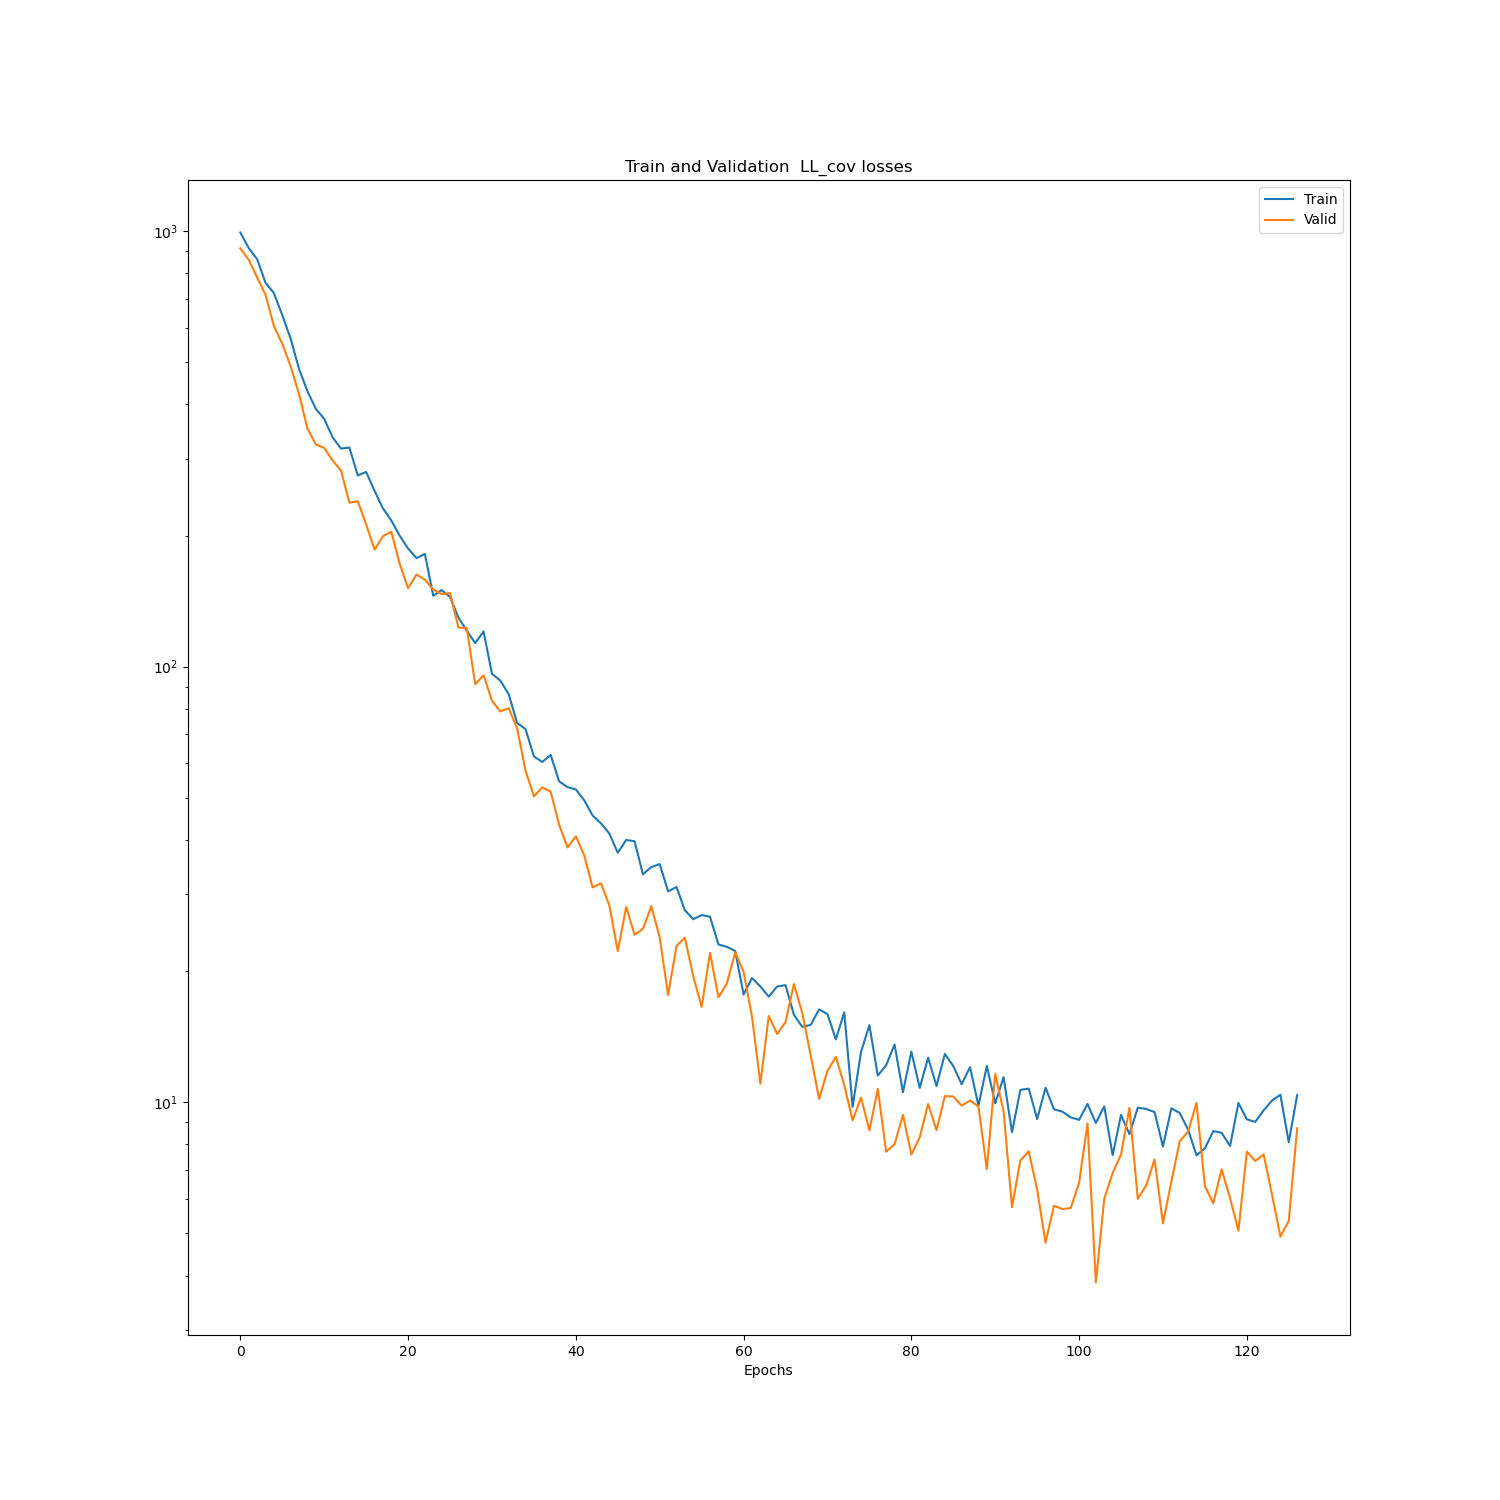 Train and Validation  LL_cov losses
Train
Valid
10³
10²
10¹
0 20 40 60 80 100 120
Epochs